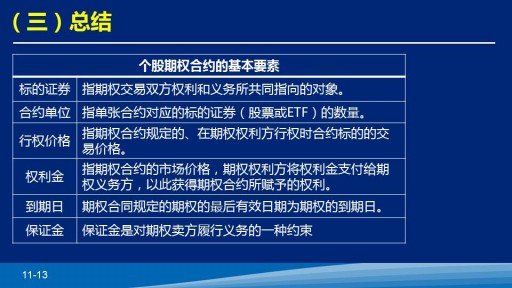 （三）总结
个股期权合约的基本要素
标的证券 指期权交易双方权利和义务所共同指向的对象。
合约单位 指单张合约对应的标的证券（股票或ETF）的数量。
行权价格 指期权合约规定的、在期权权利方行权时合约标的的交
易价格。
权利金 指期权合约的市场价格，期权权利方将权利金支付给期
权义务方，以此获得期权合约所赋予的权利。
到期日 期权合同规定的期权的最后有效日期为期权的到期日。
保证金 保证金是对期权卖方履行义务的一种约束
11-13